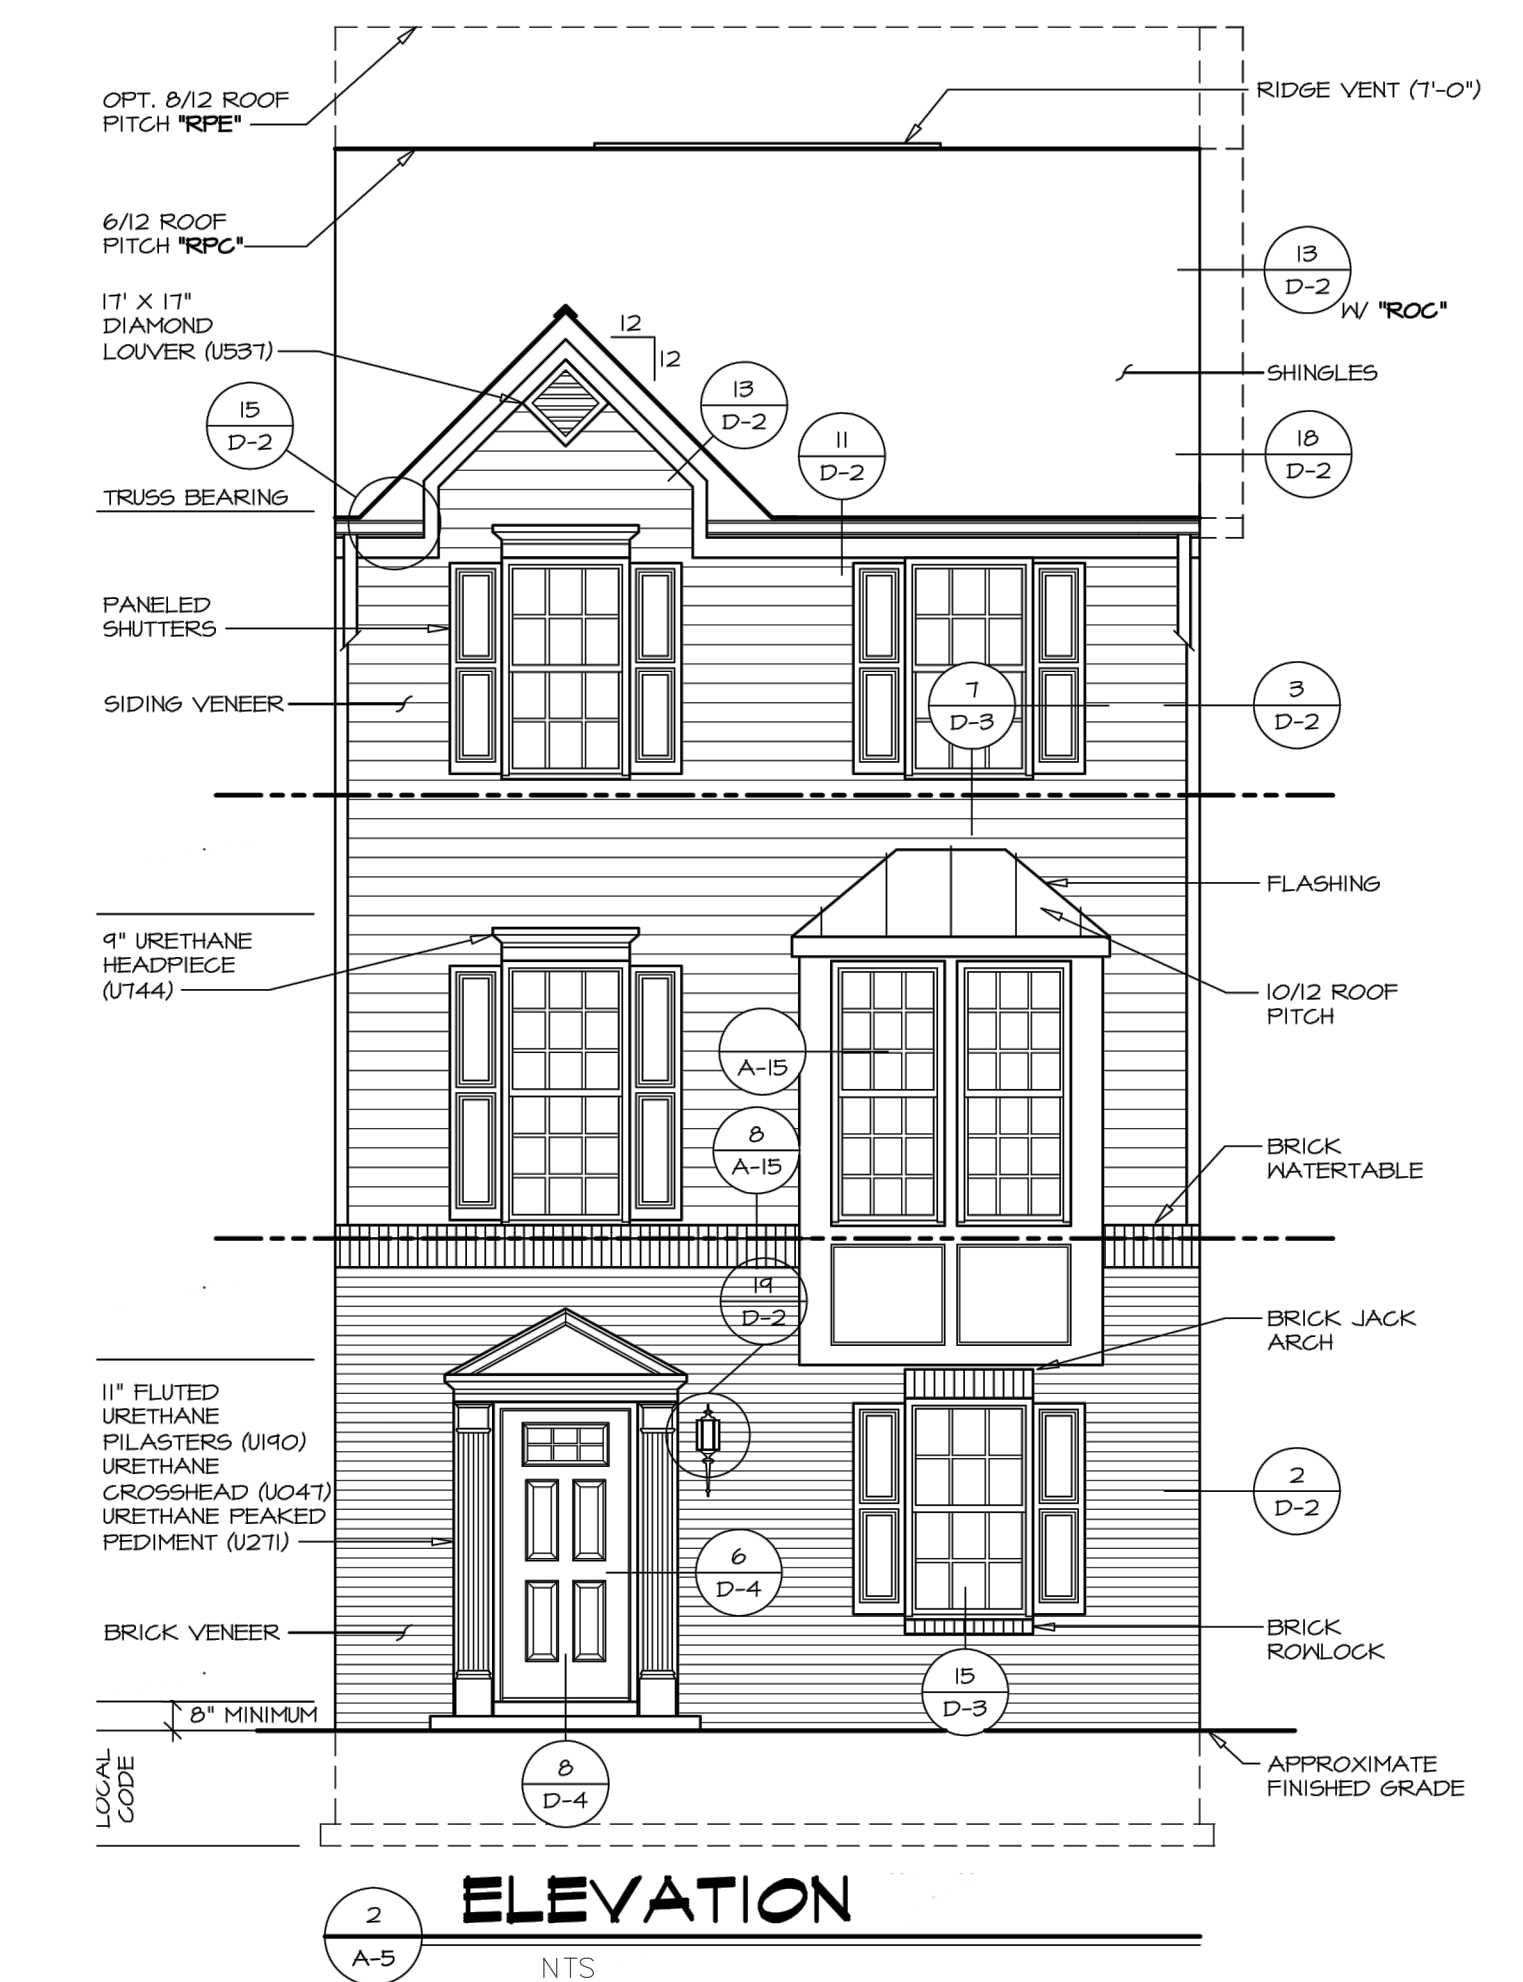 RIDGE VENT (7'-0")
OPT. 8/12 ROOF
PITCH "RPE"
6/12 ROOF
PITCH "RPC"
13
D-2
W/ "ROC"
17' X 17"
DIAMOND
LOUVER (U537)
12
12
SHINGLES
13
D-2
15
D-2
11
D-2
18
D-2
TRUSS BEARING
PANELED
SHUTTERS
7
D-3
3
D-2
SIDING VENEER
FLASHING
9" URETHANE
HEADPIECE
(U744)
10/12 ROOF
PITCH
A-15
8
A-15
BRICK
WATERTABLE
19
D-2
BRICK JACK
ARCH
11" FLUTED
URETHANE
PILASTERS (U190)
URETHANE
CROSSHEAD (U047)
URETHANE PEAKED
PEDIMENT (U271)
2
D-2
6
D-4
BRICK VENEER
BRICK
ROWLOCK
15
D-3
8" MINIMUM
LOCAL
CODE
8
D-4
APPROXIMATE
FINISHED GRADE
ELEVATION
2
A-5
NTS